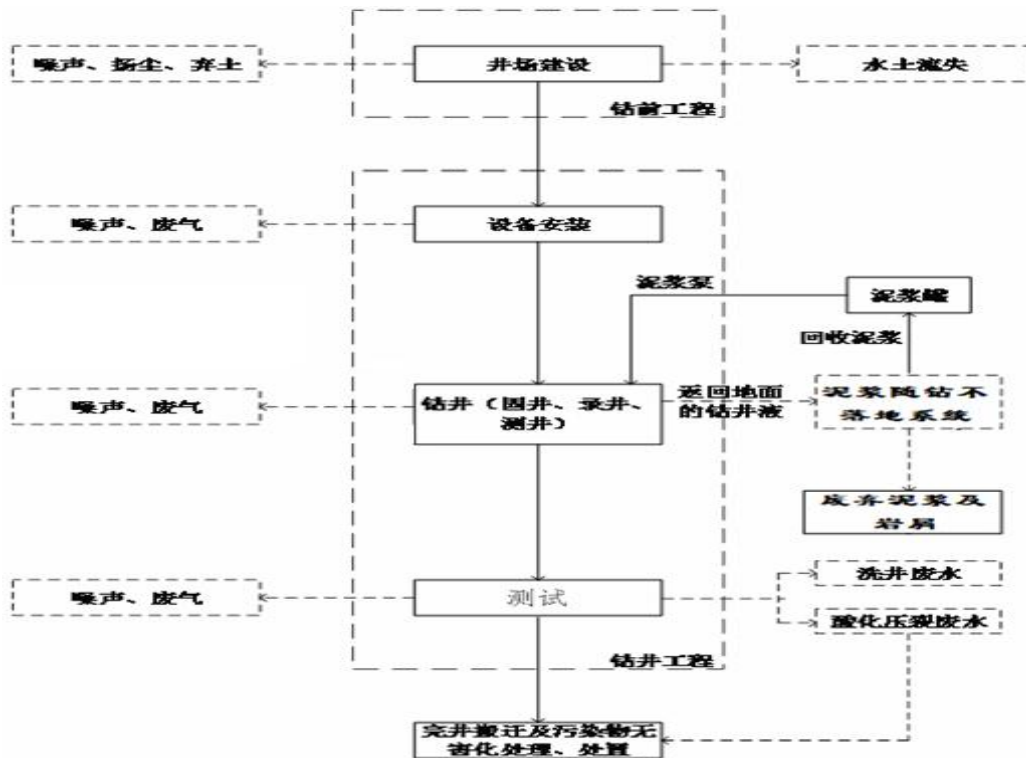 噪声、扬尘、弃土
井场建设
水土流失
钻前工程
噪声、废气
设备安装
泥浆泵
泥浆罐
回收泥浆
噪声、废气
钻井（固井、录井、
测井）
返回地面
的钻井液
泥浆随钻不
落地系统
废弃泥浆及
岩屑
噪声、废气
测试
洗井废水
酸化压裂废水
钻井工程
完井搬迁及污染物无
害化处理、处置